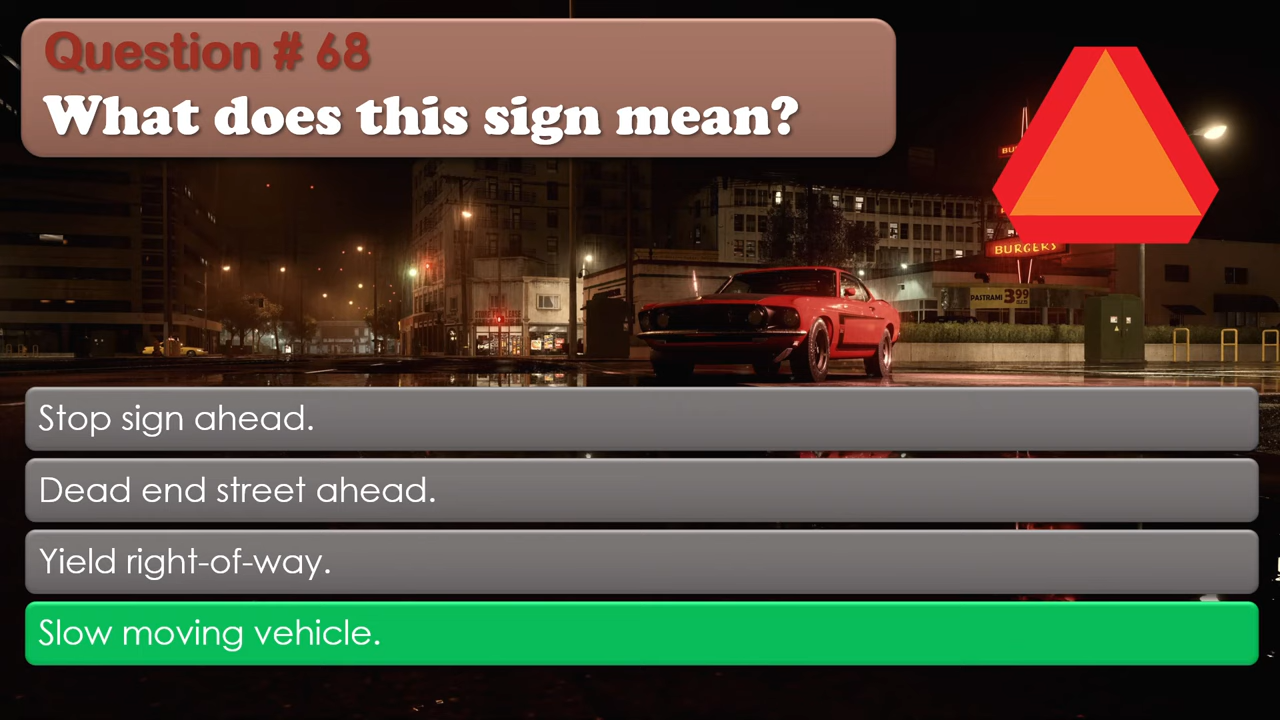 Question # 68
What does this sign mean?
BURGERS
PASTRAMI 3.99
Stop sign ahead.
Dead end street ahead.
Yield right-of-way.
Slow moving vehicle.